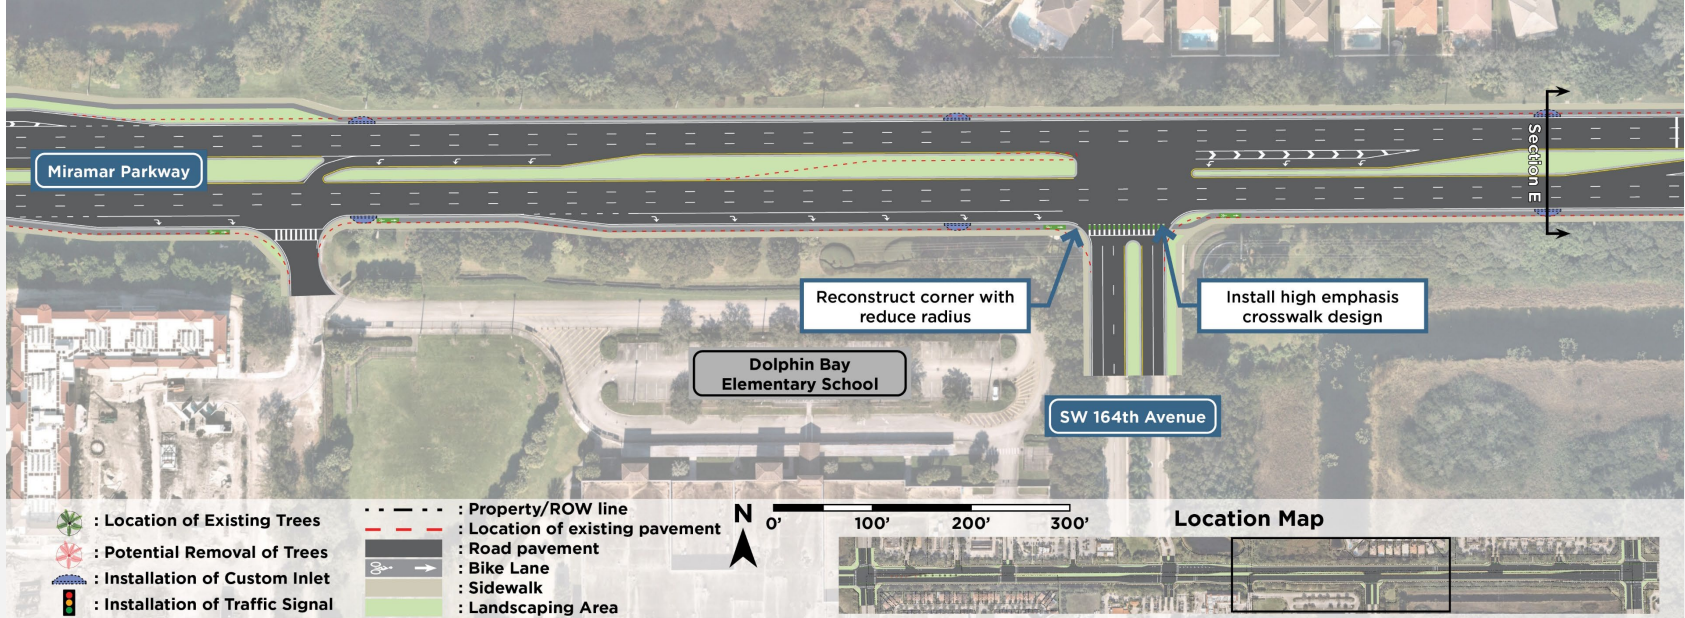 Miramar Parkway
Section E
Reconstruct corner with
reduce radius
Install high emphasis
crosswalk design
Dolphin Bay
Elementary School
SW 164th Avenue
: Location of Existing Trees
: Potential Removal of Trees
: Installation of Custom Inlet
: Installation of Traffic Signal
: Property/ROW line
: Location of existing pavement
: Road pavement
: Bike Lane
: Sidewalk
: Landscaping Area
N
0' 100' 200' 300'
Location Map